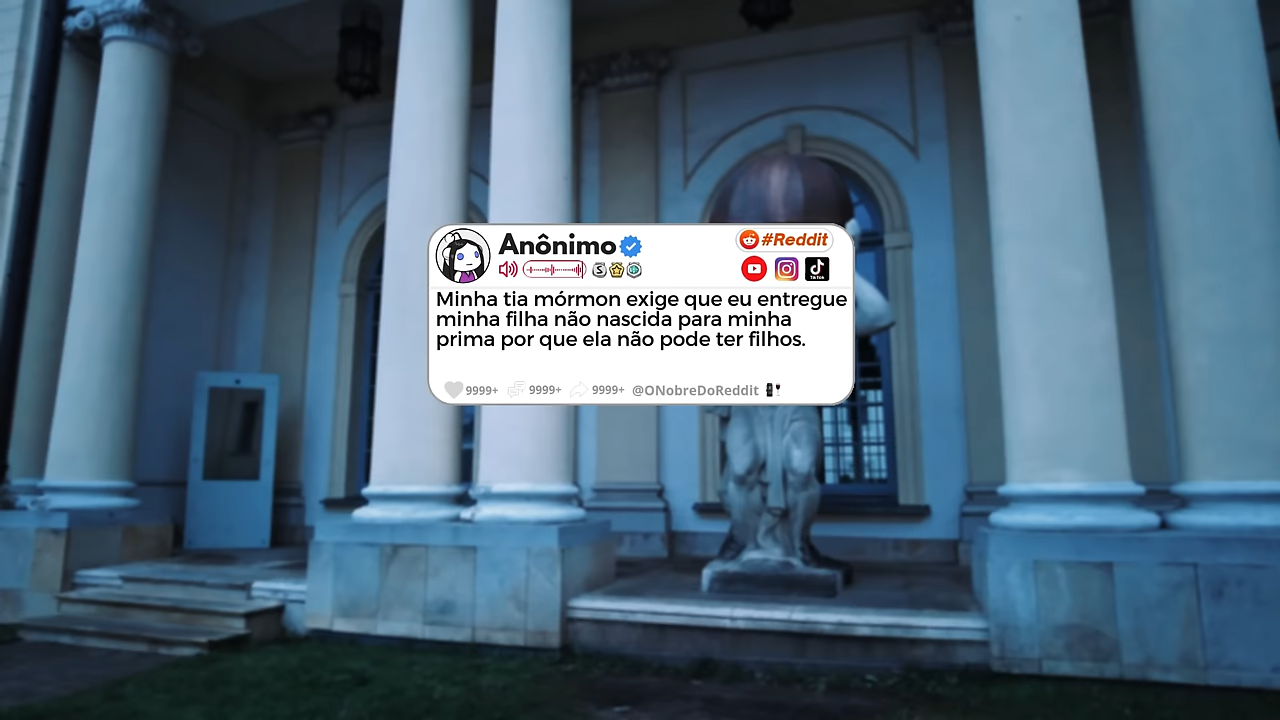 Anônimo
#Reddit
Minha tia mórmon exige que eu entregue
minha filha não nascida para minha
prima por que ela não pode ter filhos.
9999+ 9999+ 9999+ @ONobreDoReddit